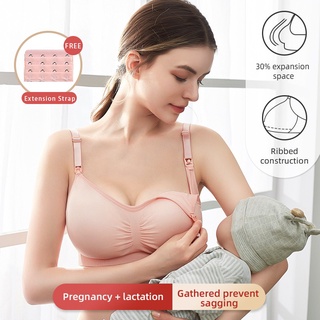 FREE
Extension Strap
30% expansion
space
Ribbed
construction
Pregnancy + lactation
Gathered prevent
sagging